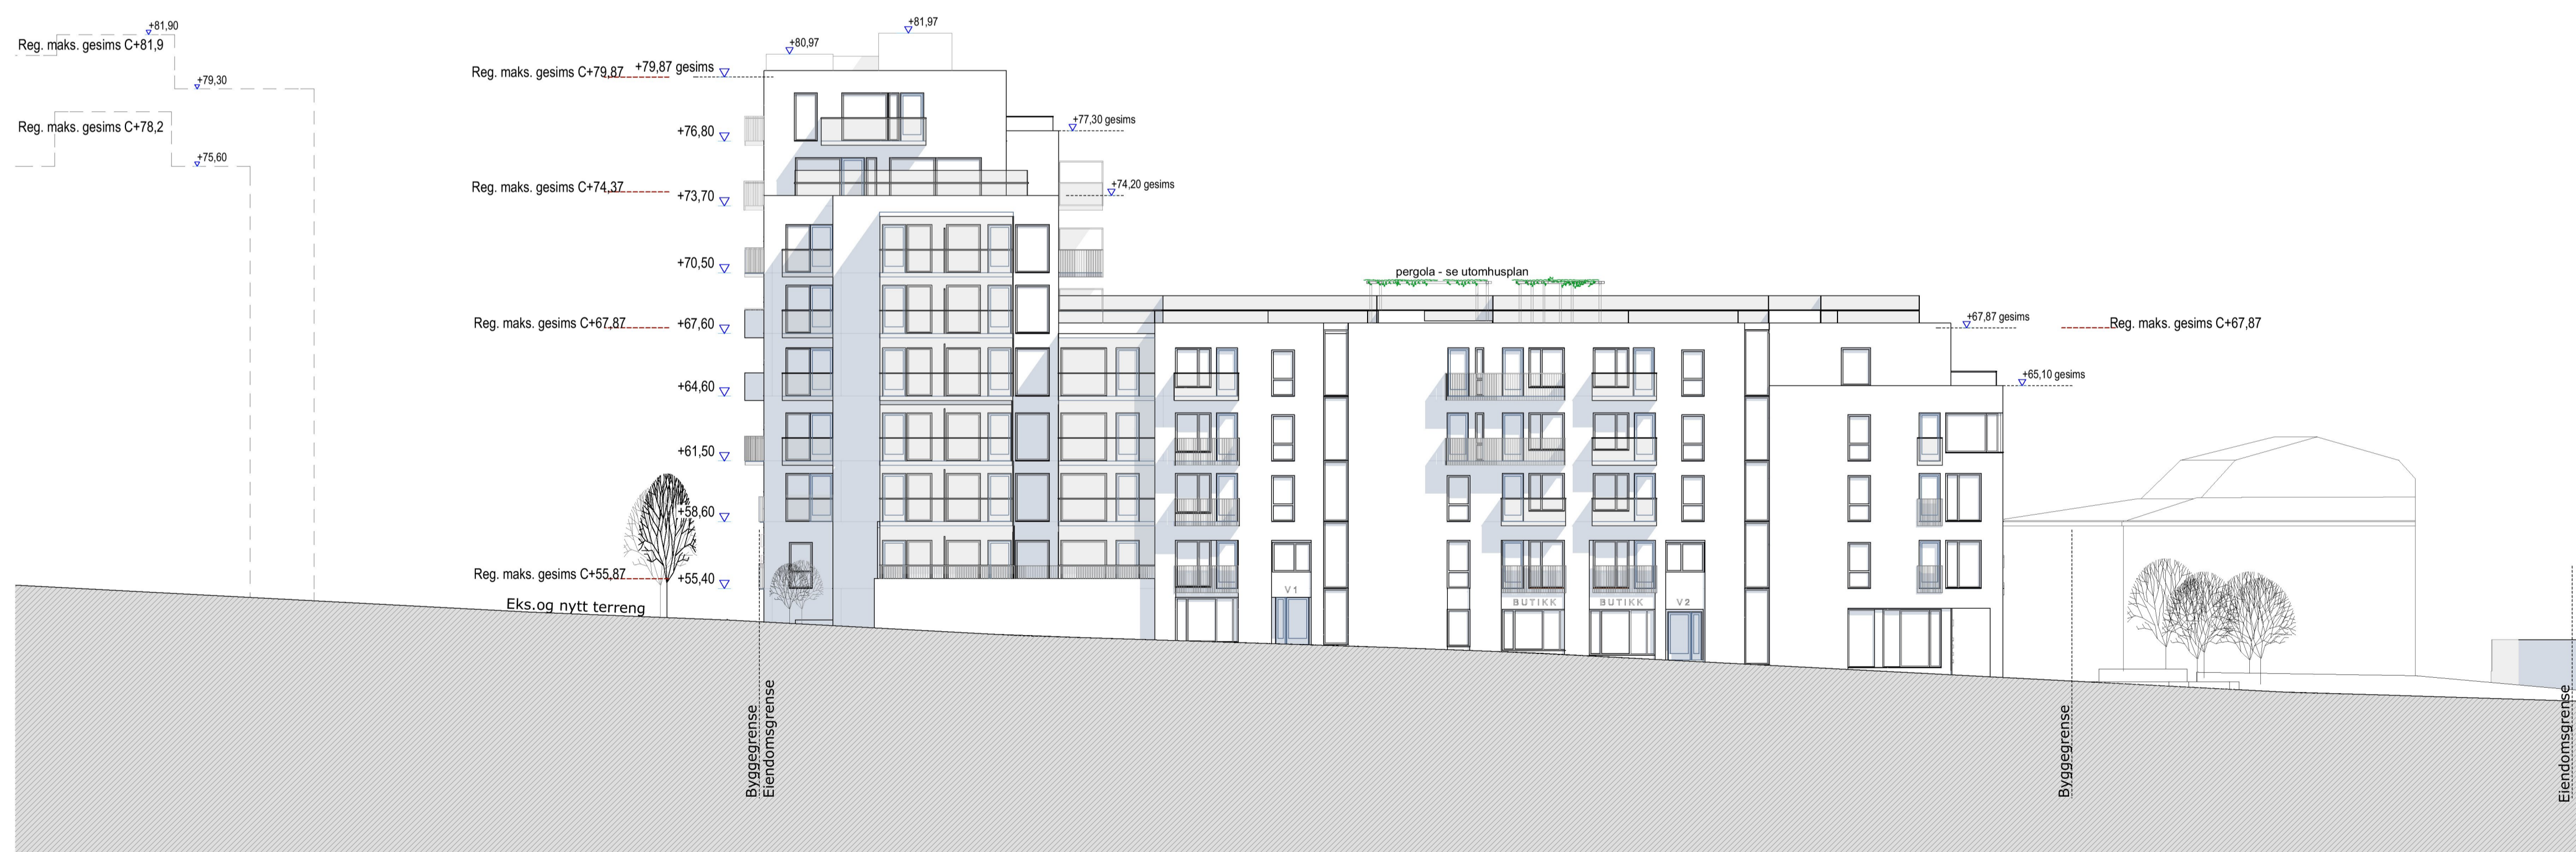 +81,90
Reg. maks. gesims C+81,9
+79,30
Reg. maks. gesims C+78,2
+75,60
+81,97
+80,97
Reg. maks. gesims C+79,87
+79,87 gesims
+76,80
+77,30 gesims
Reg. maks. gesims C+74,37
+73,70
+74,20 gesims
+70,50
pergola - se utomhusplan
Reg. maks. gesims C+67,87
+67,60
+67,87 gesims
Reg. maks. gesims C+67,87
+64,60
+65,10 gesims
+61,50
+58,60
Reg. maks. gesims C+55,87
+55,40
Eks.og nytt terreng
V1
BUTIKK
BUTIKK
V2
Byggegrense
Eiendomsgrense
Byggegrense
Eiendomsgrense